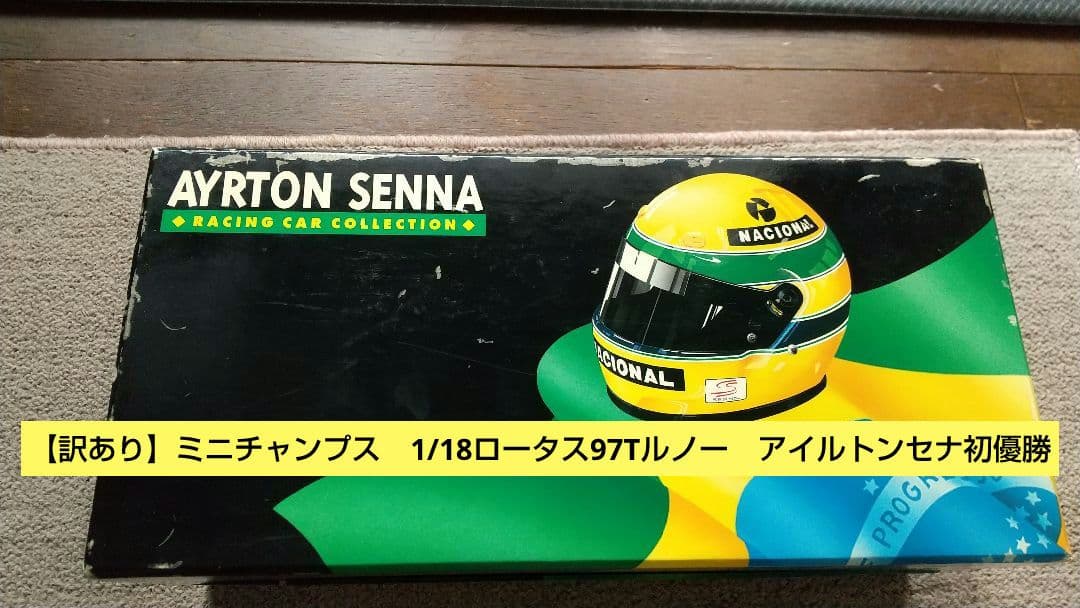 AYRTON SENNA
◆ RACING CAR COLLECTION ◆
NACIONAL
NACIONAL
【訳あり】ミニチャンプス　1/18ロータス97Tルノー　アイルトンセナ初優勝
PROGRE